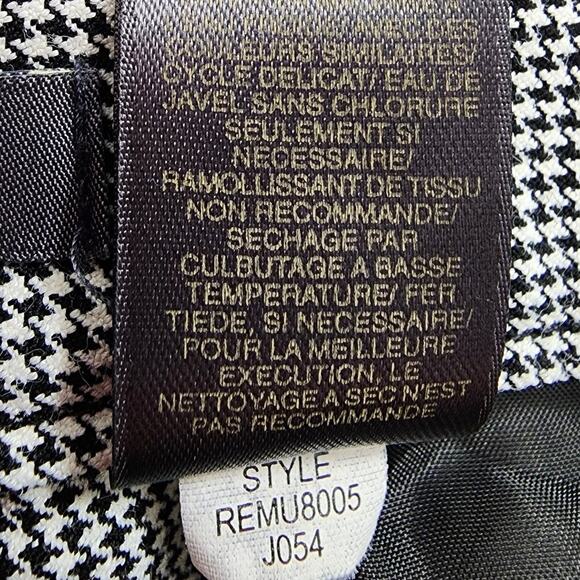 COULEURS SIMILAIRES/
CYCLE DELICAT/ EAU DE
JAVEL SANS CHLORURE
SEULEMENT SI
NECESSAIRE/
RAMOLLISSANT DE TISSU
NON RECOMMANDE/
SECHAGE PAR
CULBUTAGE A BASSE
TEMPERATURE/ FER
TIEDE, SI NECESSAIRE/
POUR LA MEILLEURE
EXECUTION, LE
NETTOYAGE A SEC N'EST
PAS RECOMMANDE
STYLE
REMU8005
J054